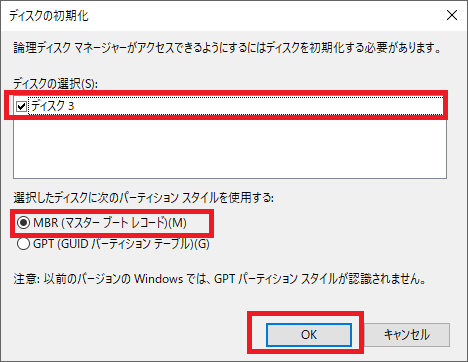 ディスクの初期化
論理ディスク マネージャーがアクセスできるようにするにはディスクを初期化する必要があります。
ディスクの選択(S):
ディスク 3
選択したディスクに次のパーティション スタイルを使用する:
MBR (マスター ブート レコード)(M)
GPT (GUID パーティション テーブル)(G)
注意: 以前のバージョンの Windows では、GPT パーティション スタイルが認識されません。
OK キャンセル